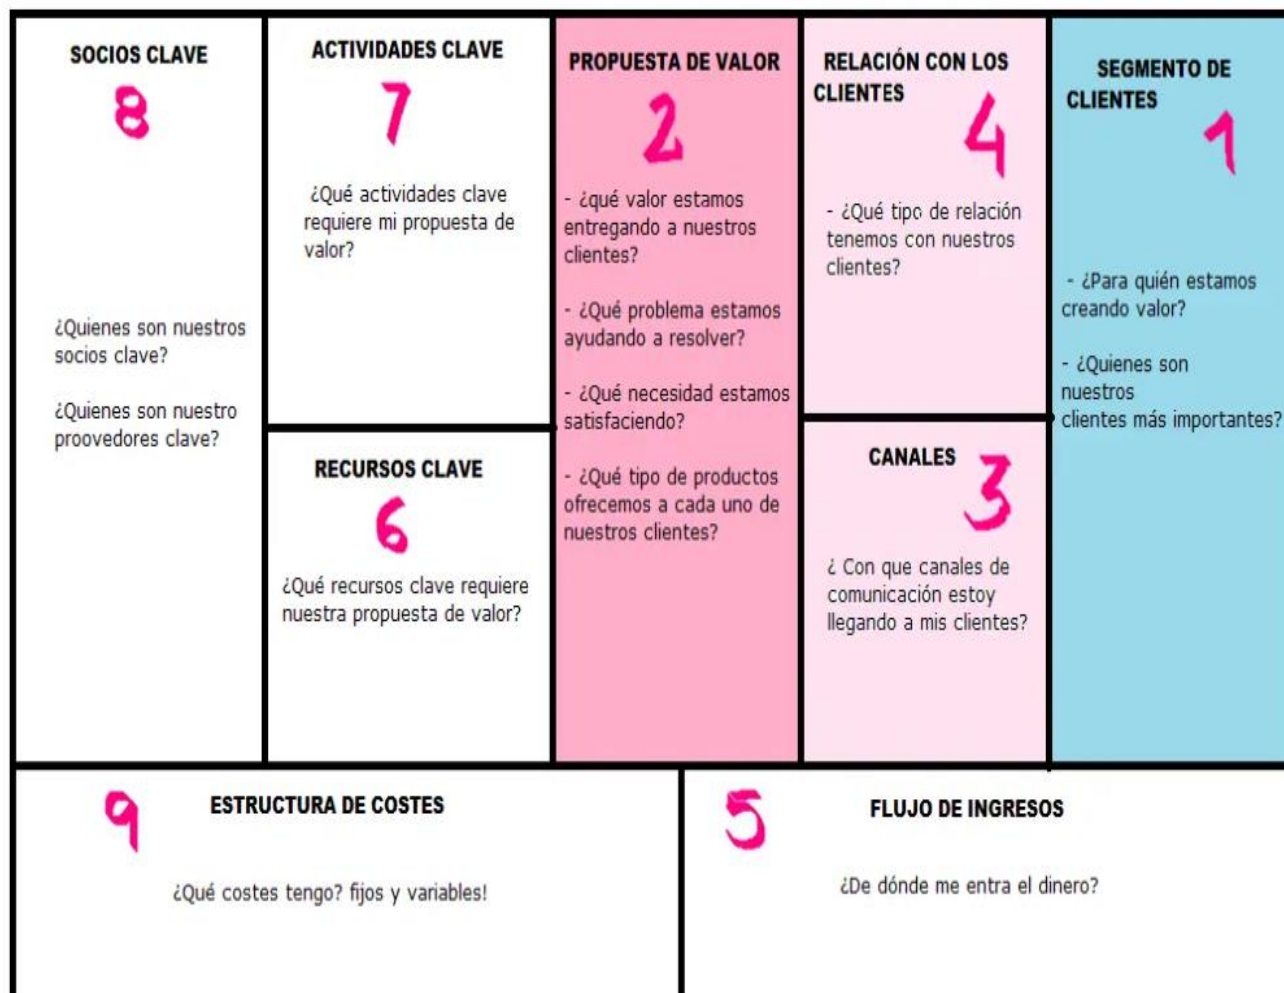 SOCIOS CLAVE
8
¿Quienes son nuestros
socios clave?
¿Quienes son nuestro
proovedores clave?
ACTIVIDADES CLAVE
7
¿Qué actividades clave
requiere mi propuesta de
valor?
RECURSOS CLAVE
6
¿Qué recursos clave requiere
nuestra propuesta de valor?
PROPUESTA DE VALOR
2
- ¿qué valor estamos
entregando a nuestros
clientes?
- ¿Qué problema estamos
ayudando a resolver?
- ¿Qué necesidad estamos
satisfaciendo?
- ¿Qué tipo de productos
ofrecemos a cada uno de
nuestros clientes?
RELACIÓN CON LOS
CLIENTES
4
- ¿Qué tipo de relación
tenemos con nuestros
clientes?
CANALES
3
¿ Con que canales de
comunicación estoy
llegando a mis clientes?
SEGMENTO DE
CLIENTES
1
- ¿Para quién estamos
creando valor?
- ¿Quienes son
nuestros
clientes más importantes?
9
ESTRUCTURA DE COSTES
¿Qué costes tengo? fijos y variables!
5
FLUJO DE INGRESOS
¿De dónde me entra el dinero?